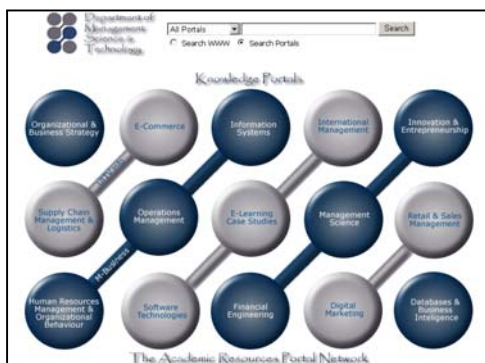 Department of
Management
Science &
Technology
All Portals
Search
Search WWW
Search Portals
Knowledge Portals
Organizational &
Business Strategy
E-Commerce
Information
Systems
International
Management
Innovation &
Entrepreneurship
Supply Chain
Management &
Logistics
Operations
Management
E-Learning
Case Studies
Management
Science
Retail & Sales
Management
M-Business
Human Resources
Management &
Organizational
Behaviour
Software
Technologies
Financial
Engineering
Digital
Marketing
Databases &
Business
Inteligence
The Academic Resources Portal Network